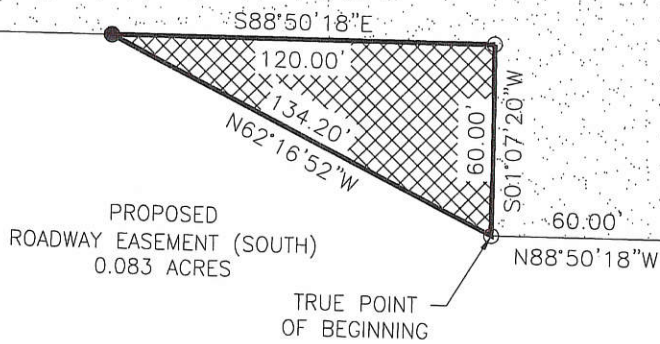 S88°50'18"E
120.00'
134.20'
N62°16'52"W
60.00'
S01°07'20"W
PROPOSED
ROADWAY EASEMENT (SOUTH)
0.083 ACRES
60.00'
N88°50'18"W
TRUE POINT
OF BEGINNING